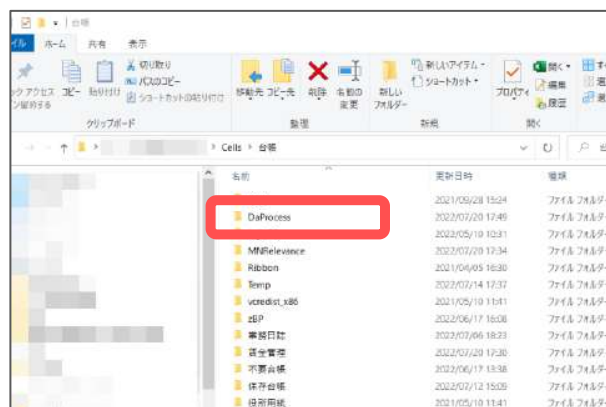 台帳
ホーム 共有 表示
切り取り
パスのコピー
ショートカットの貼り付け
コピー 貼り付け
移動先 コピー先 削除 名前の変更
新しいフォルダー
新しいアイテム
ショートカット
プロパティ
開く
編集
履歴
クリップボード 整理 新規 開く
Cells > 台帳
名前 更新日時 種類
2021/09/28 15:24 ファイル フォルダー
DaProcess 2022/07/20 17:49 ファイル フォルダー
2022/05/10 10:31 ファイル フォルダー
MNRelevance 2022/07/20 17:34 ファイル フォルダー
Ribbon 2021/04/05 16:30 ファイル フォルダー
Temp 2022/07/14 17:37 ファイル フォルダー
vcredist_x86 2021/05/10 11:41 ファイル フォルダー
zBP 2022/06/17 16:08 ファイル フォルダー
業務日誌 2022/07/06 18:23 ファイル フォルダー
賃金管理 2022/07/20 17:30 ファイル フォルダー
不要台帳 2022/06/17 13:38 ファイル フォルダー
保存台帳 2022/07/12 15:09 ファイル フォルダー
役所用紙 2021/05/10 11:41 ファイル フォルダー